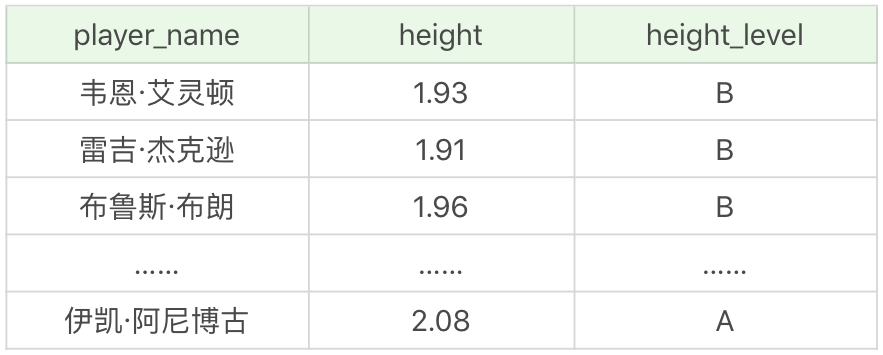 player_name height height_level
韦恩·艾灵顿 1.93 B
雷吉·杰克逊 1.91 B
布鲁斯·布朗 1.96 B
…… …… ……
伊凯·阿尼博古 2.08 A